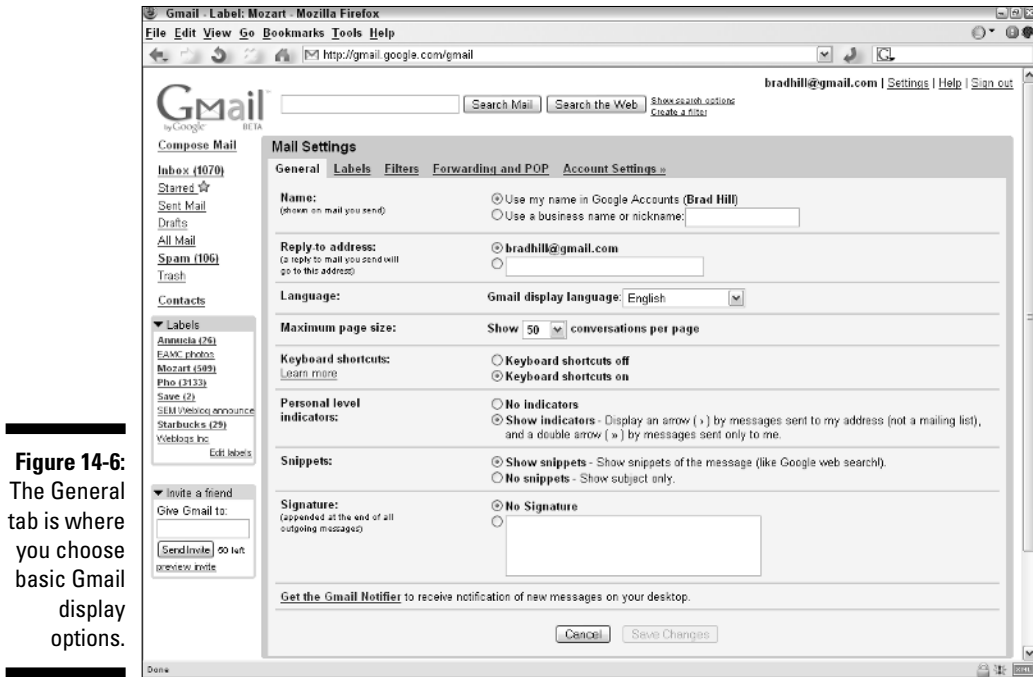 Gmail - Label: Mozart - Mozilla Firefox
File Edit View Go Bookmarks Tools Help
http://gmail.google.com/gmail
bradhill@gmail.com | Settings | Help | Sign out
Gmail
by Google BETA
Search Mail Search the Web
Show search options
Create a filter
Compose Mail
Inbox (1070)
Starred
Sent Mail
Drafts
All Mail
Spam (106)
Trash
Contacts
Labels
Annucia (26)
EAMC photos
Mozart (509)
Pho (3133)
Save (2)
SEM Weblog announce
Starbucks (29)
Weblogs Inc
Edit labels
Invite a friend
Give Gmail to:
Send Invite 50 left
preview invite
Mail Settings
General Labels Filters Forwarding and POP Account Settings »
Name:
(shown on mail you send)
Use my name in Google Accounts (Brad Hill)
Use a business name or nickname:
Reply-to address:
(a reply to mail you send will
go to this address)
bradhill@gmail.com
Language:
Gmail display language: English
Maximum page size:
Show 50 conversations per page
Keyboard shortcuts:
Learn more
Keyboard shortcuts off
Keyboard shortcuts on
Personal level
indicators:
No indicators
Show indicators - Display an arrow ( › ) by messages sent to my address (not a mailing list),
and a double arrow ( » ) by messages sent only to me.
Snippets:
Show snippets - Show snippets of the message (like Google web search!).
No snippets - Show subject only.
Signature:
(appended at the end of all
outgoing messages)
No Signature
Get the Gmail Notifier to receive notification of new messages on your desktop.
Cancel Save Changes
Done
XML
Figure 14-6:
The General
tab is where
you choose
basic Gmail
display
options.